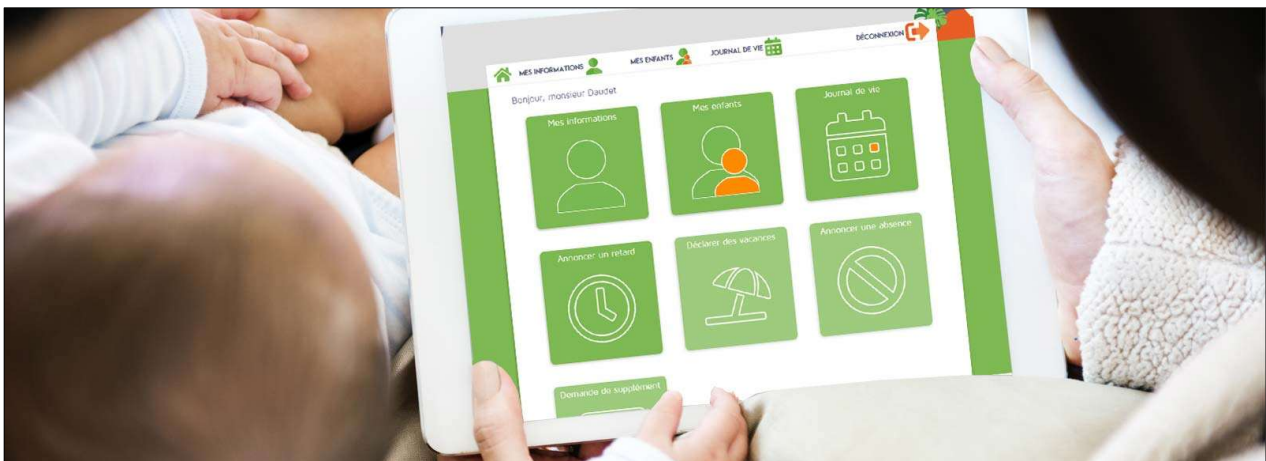 MES INFORMATIONS
MES ENFANTS
JOURNAL DE VIE
DÉCONNEXION
Bonjour, monsieur Daudet
Mes informations
Mes enfants
Journal de vie
Annoncer un retard
Déclarer des vacances
Annoncer une absence
Demande de supplément